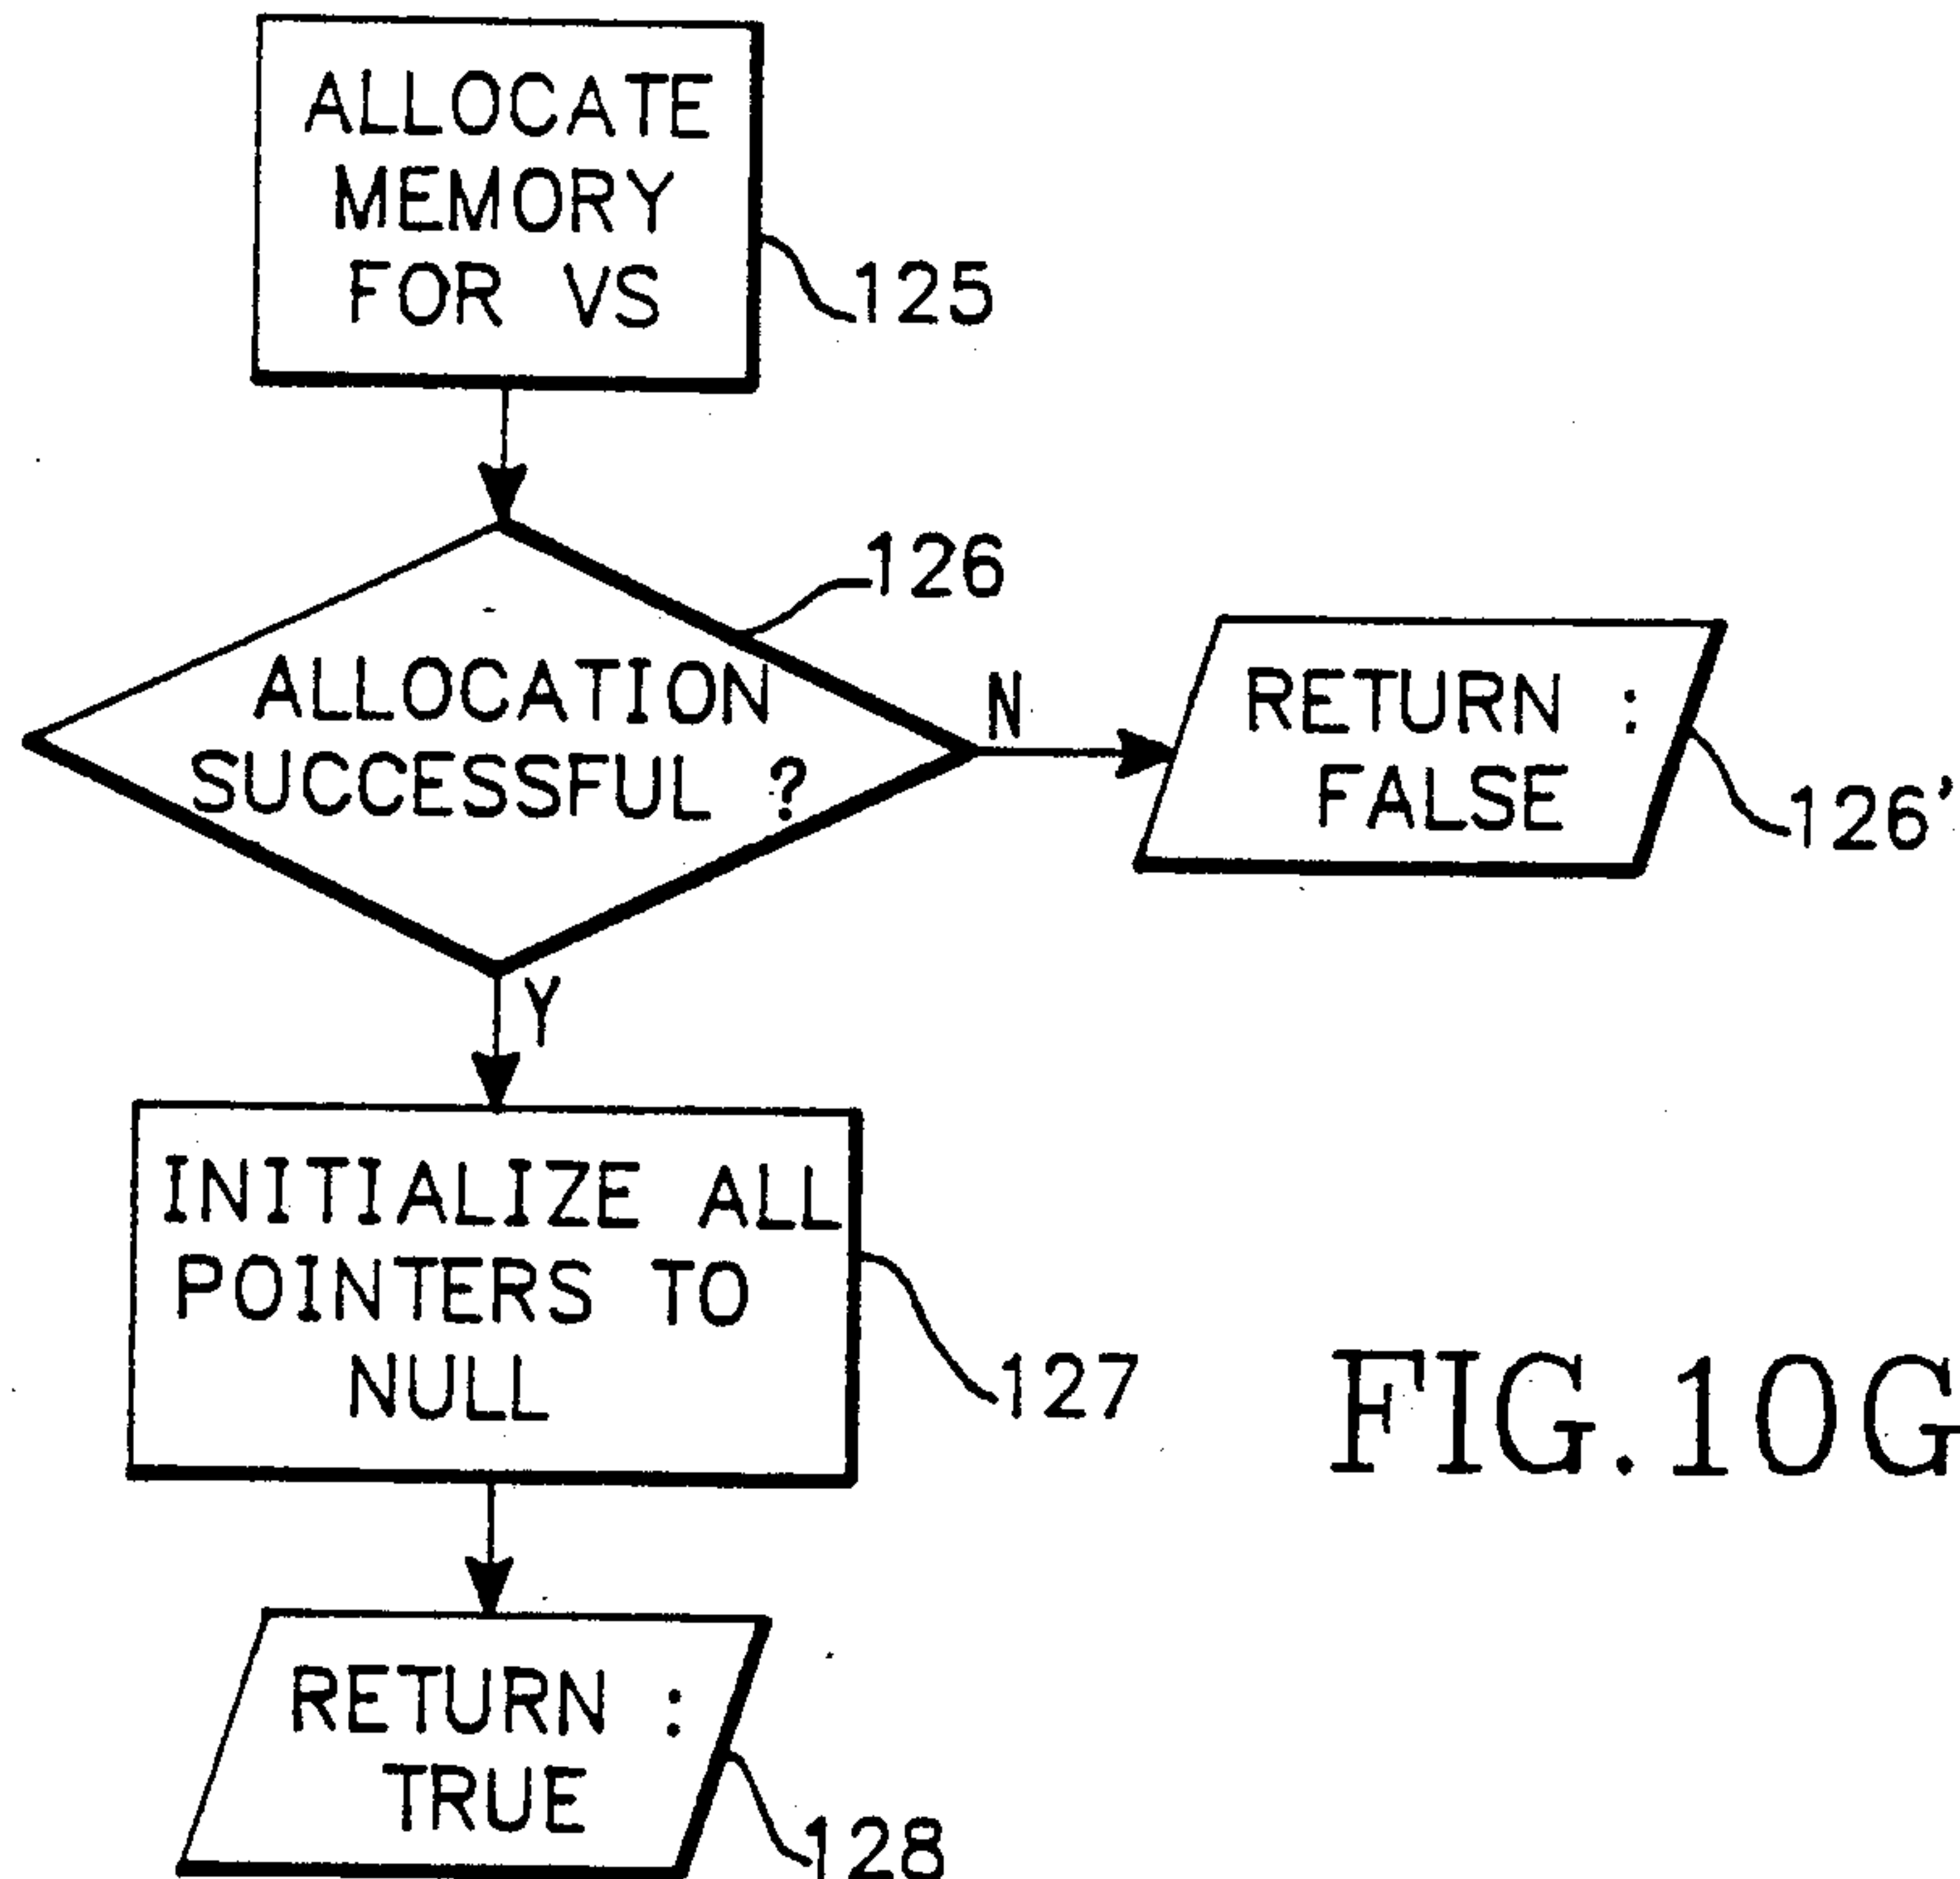 ALLOCATE
MEMORY
FOR VS
125
126
ALLOCATION
SUCCESSFUL ?
N
RETURN :
FALSE
126'
Y
INITIALIZE ALL
POINTERS TO
NULL
127
FIG.10G
RETURN :
TRUE
128